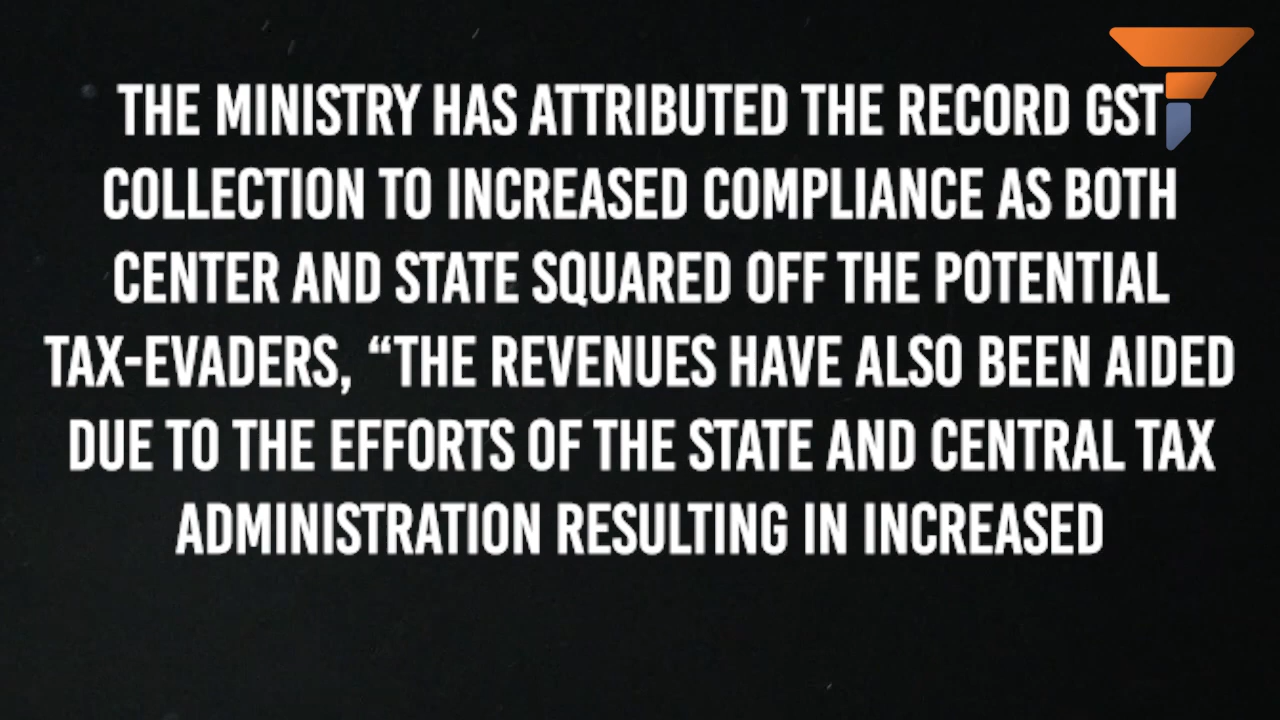 THE MINISTRY HAS ATTRIBUTED THE RECORD GST
COLLECTION TO INCREASED COMPLIANCE AS BOTH
CENTER AND STATE SQUARED OFF THE POTENTIAL
TAX-EVADERS, “THE REVENUES HAVE ALSO BEEN AIDED
DUE TO THE EFFORTS OF THE STATE AND CENTRAL TAX
ADMINISTRATION RESULTING IN INCREASED